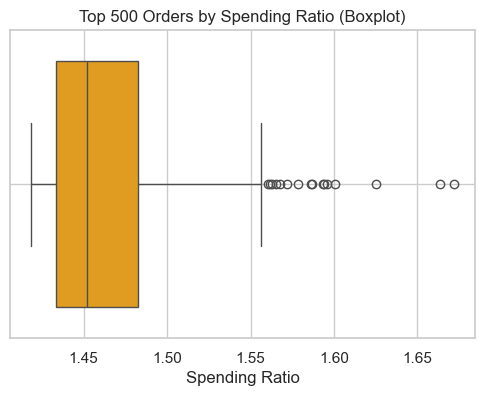 Top 500 Orders by Spending Ratio (Boxplot)
1.45 1.50 1.55 1.60 1.65
Spending Ratio